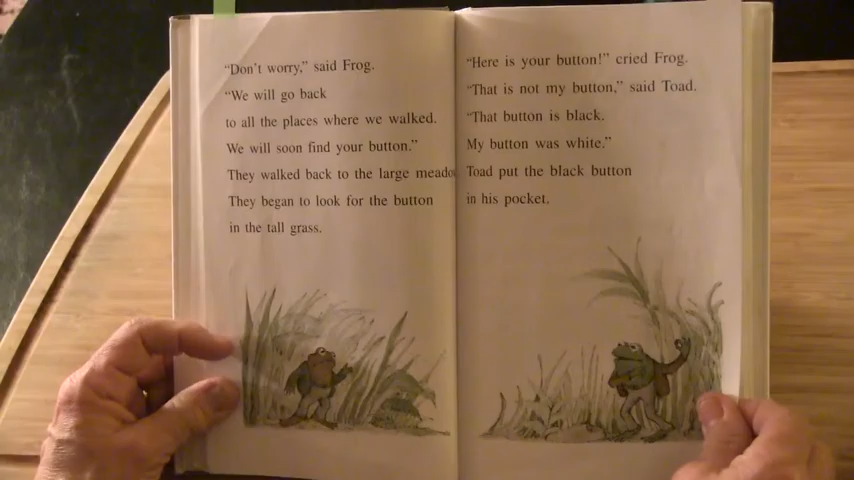 "Don't worry," said Frog.
"We will go back
to all the places where we walked.
We will soon find your button."
They walked back to the large meado
They began to look for the button
in the tall grass.
"Here is your button!" cried Frog.
"That is not my button," said Toad.
"That button is black.
My button was white."
Toad put the black button
in his pocket.